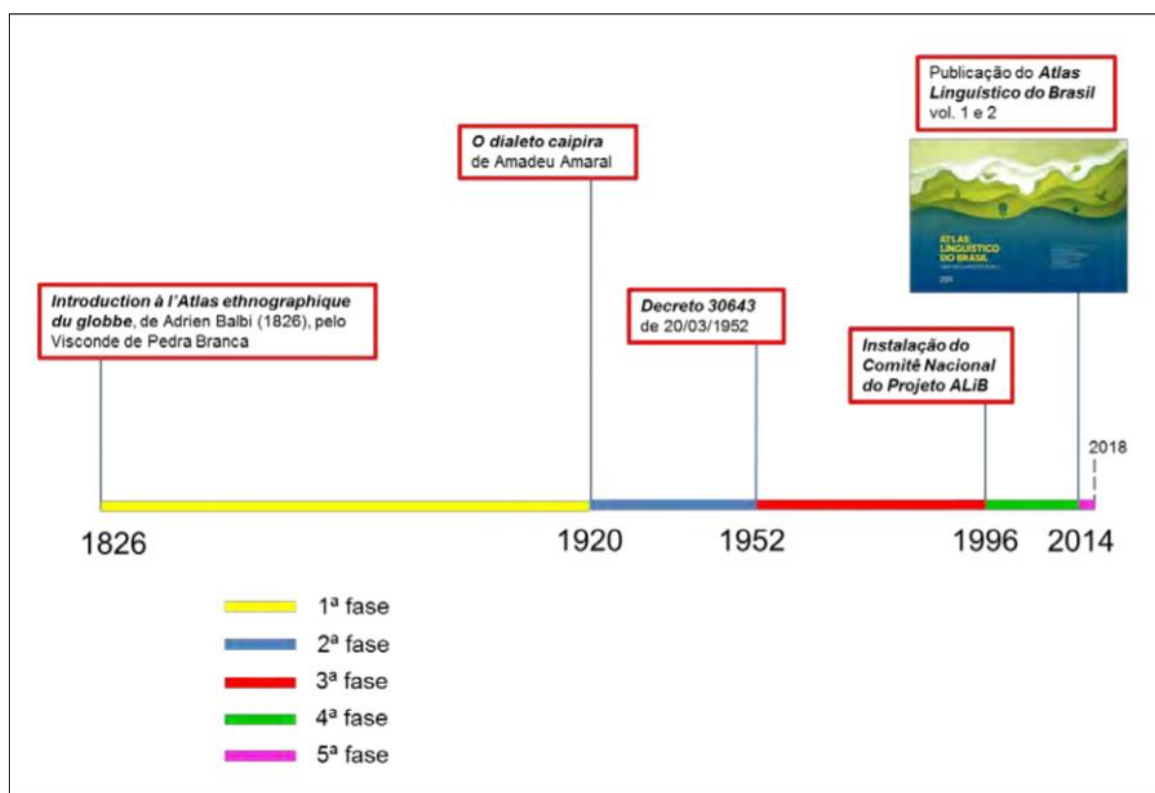 Publicação do Atlas
Linguístico do Brasil
vol. 1 e 2
O dialeto caipira
de Amadeu Amaral
ATLAS
LINGUÍSTICO
DO BRASIL
Introduction à l'Atlas ethnographique
du globbe, de Adrien Balbi (1826), pelo
Visconde de Pedra Branca
Decreto 30643
de 20/03/1952
Instalação do
Comitê Nacional
do Projeto ALiB
2018
1826
1920
1952
1996
2014
1ª fase
2ª fase
3ª fase
4ª fase
5ª fase